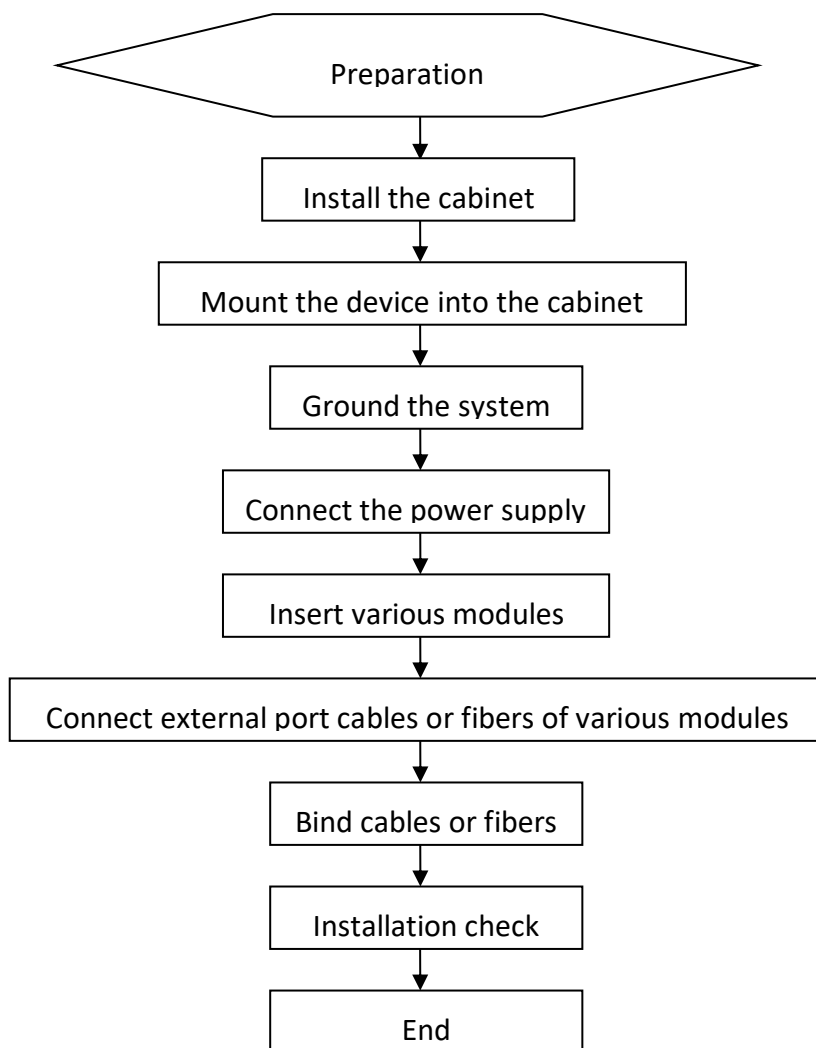 Preparation
Install the cabinet
Mount the device into the cabinet
Ground the system
Connect the power supply
Insert various modules
Connect external port cables or fibers of various modules
Bind cables or fibers
Installation check
End